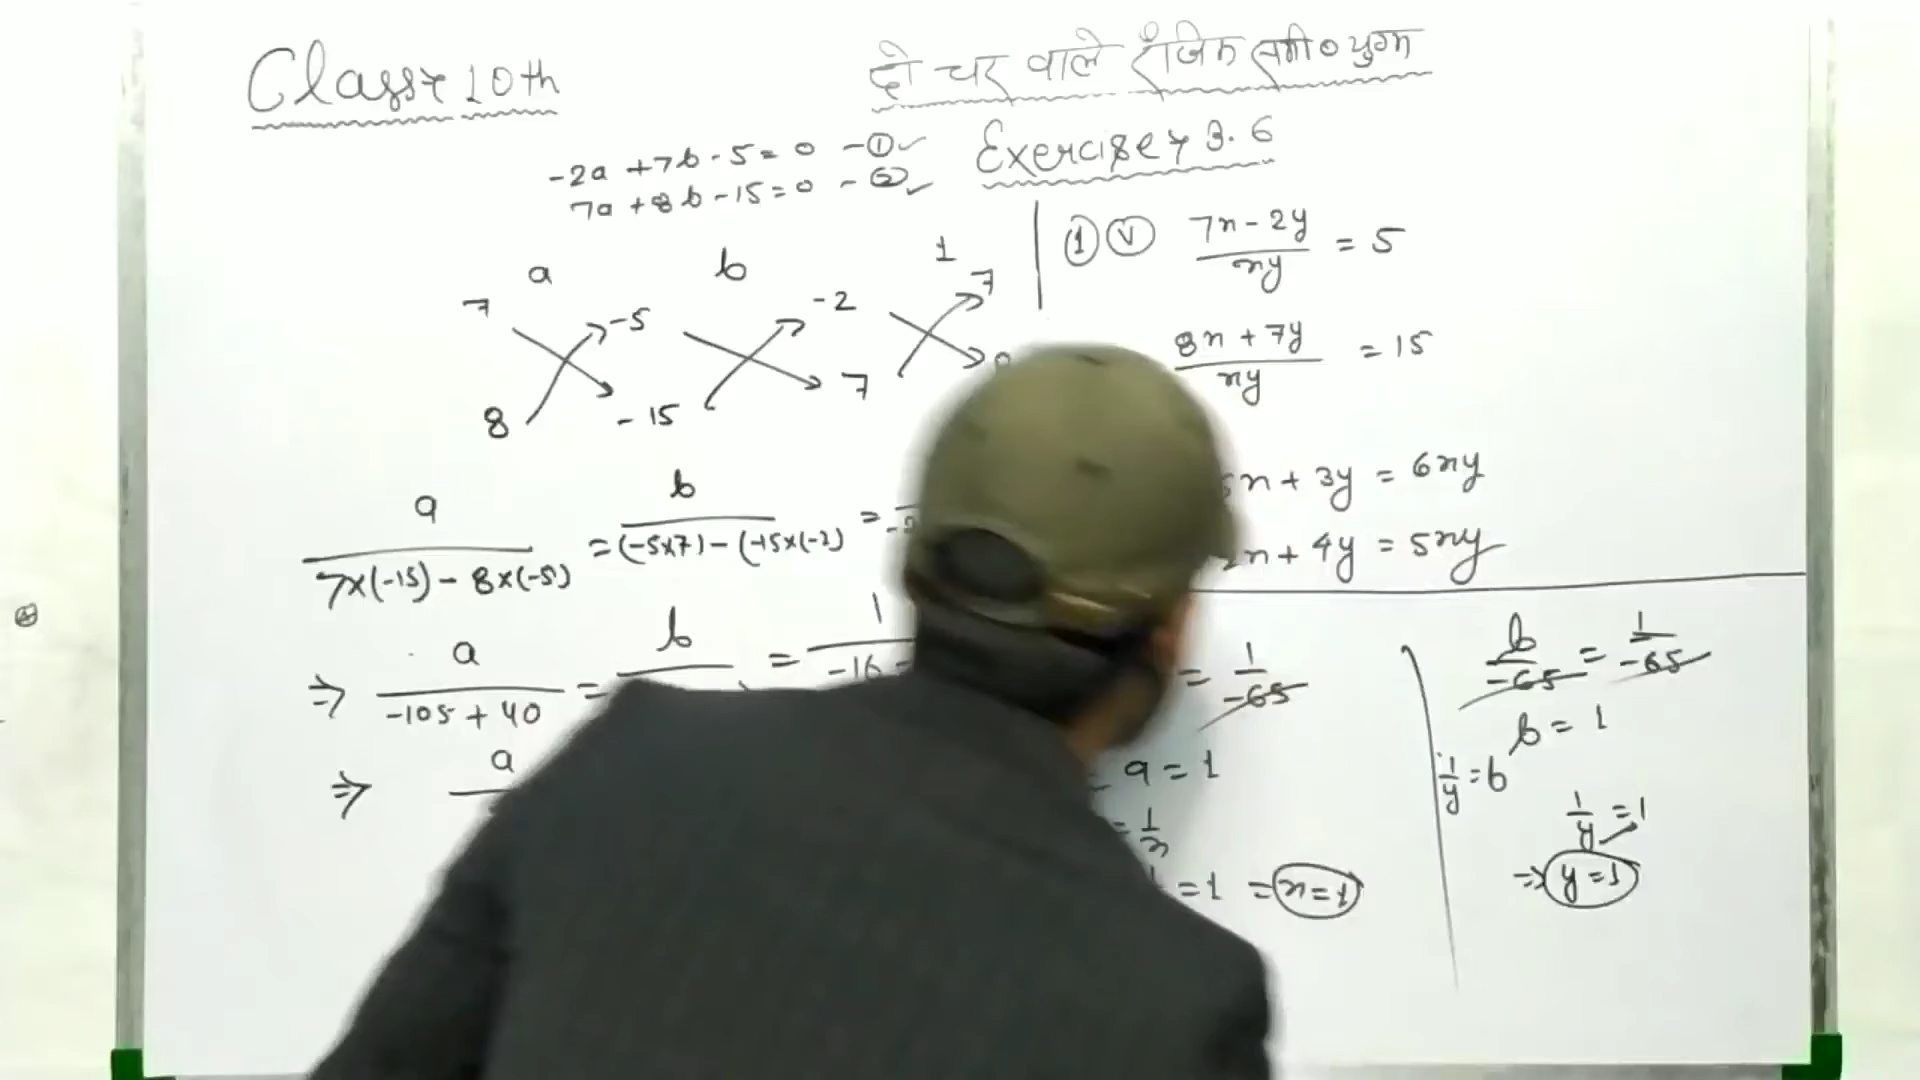 Class 10th
दो चर वाले रैखिक समी० युग्म
Exercise 3.6
-2a + 7b - 5 = 0 - ①
7a + 8b - 15 = 0 - ②
① ⓥ 7x - 2y / xy = 5
8x + 7y / xy = 15
a b 1
7 -5 -2 7
8 -15 7
x + 3y = 6xy
x + 4y = 5xy
a / 7×(-15) - 8×(-5) = b / (-5×7) - (-15×(-2) =
⇒ a / -105 + 40 = b = 1 / -16
⇒ a
= 1 / -65
a = 1
= 1/x
= 1 = x = 1
b / -65 = 1 / -65
b = 1
1/y = b
1/y = 1
⇒ y = 1